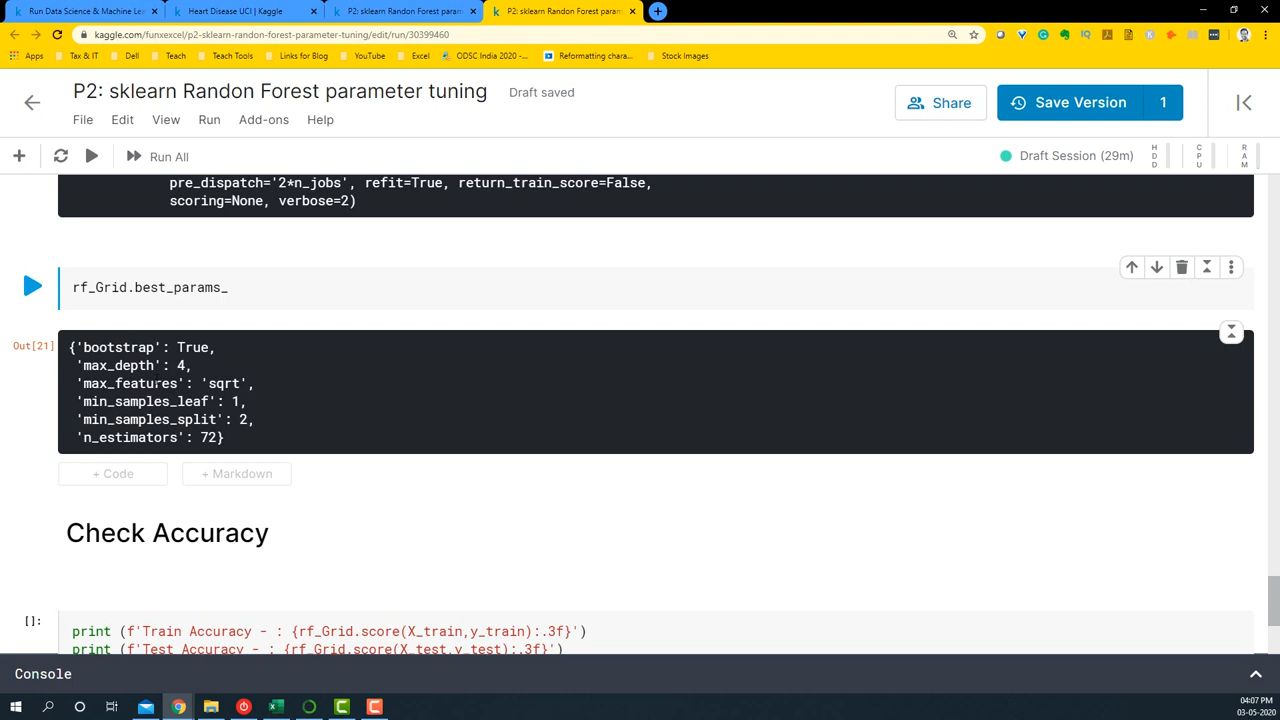 Run Data Science & Machine Le
Heart Disease UCI | Kaggle
P2: sklearn Random Forest param
P2: sklearn Random Forest param
kaggle.com/funxexcel/p2-sklearn-randon-forest-parameter-tuning/edit/run/30399460
Apps
Tax & IT
Dell
Teach
Teach Tools
Links for Blog
YouTube
Excel
ODSC India 2020 -...
Reformatting chara...
Stock Images
P2: sklearn Randon Forest parameter tuning
Draft saved
Share
Save Version
1
File
Edit
View
Run
Add-ons
Help
Run All
Draft Session (29m)
HDD
CPU
RAM
pre_dispatch='2*n_jobs', refit=True, return_train_score=False,
scoring=None, verbose=2)
rf_Grid.best_params_
Out[21]
{'bootstrap': True,
'max_depth': 4,
'max_features': 'sqrt',
'min_samples_leaf': 1,
'min_samples_split': 2,
'n_estimators': 72}
+ Code
+ Markdown
Check Accuracy
[]:
print (f'Train Accuracy - : {rf_Grid.score(X_train,y_train):.3f}')
print (f'Test Accuracy - : {rf_Grid.score(X_test,y_test):.3f}')
Console
04:07 PM
03-05-2020